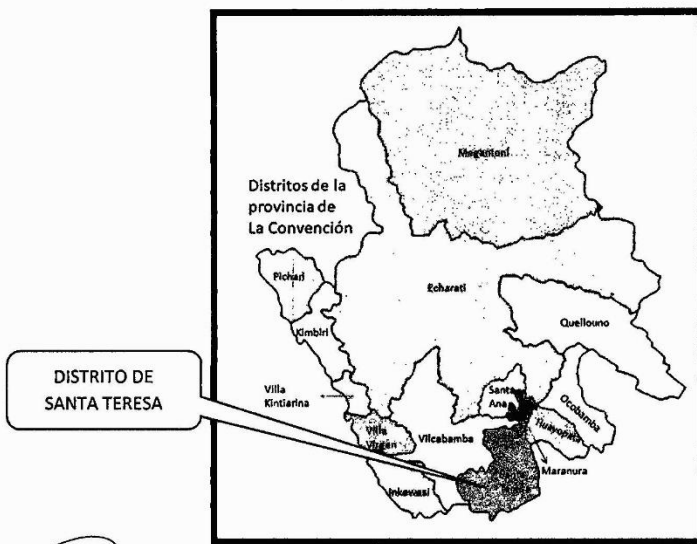 Megantoni
Distritos de la
provincia de
La Convención
Pichari
Echarati
Kimbiri
Quellouno
DISTRITO DE
SANTA TERESA
Villa
Kintiarina
Santa
Ana
Ocobamba
Huayopata
Villa
Virgen
Vilcabamba
Maranura
Inkawasi